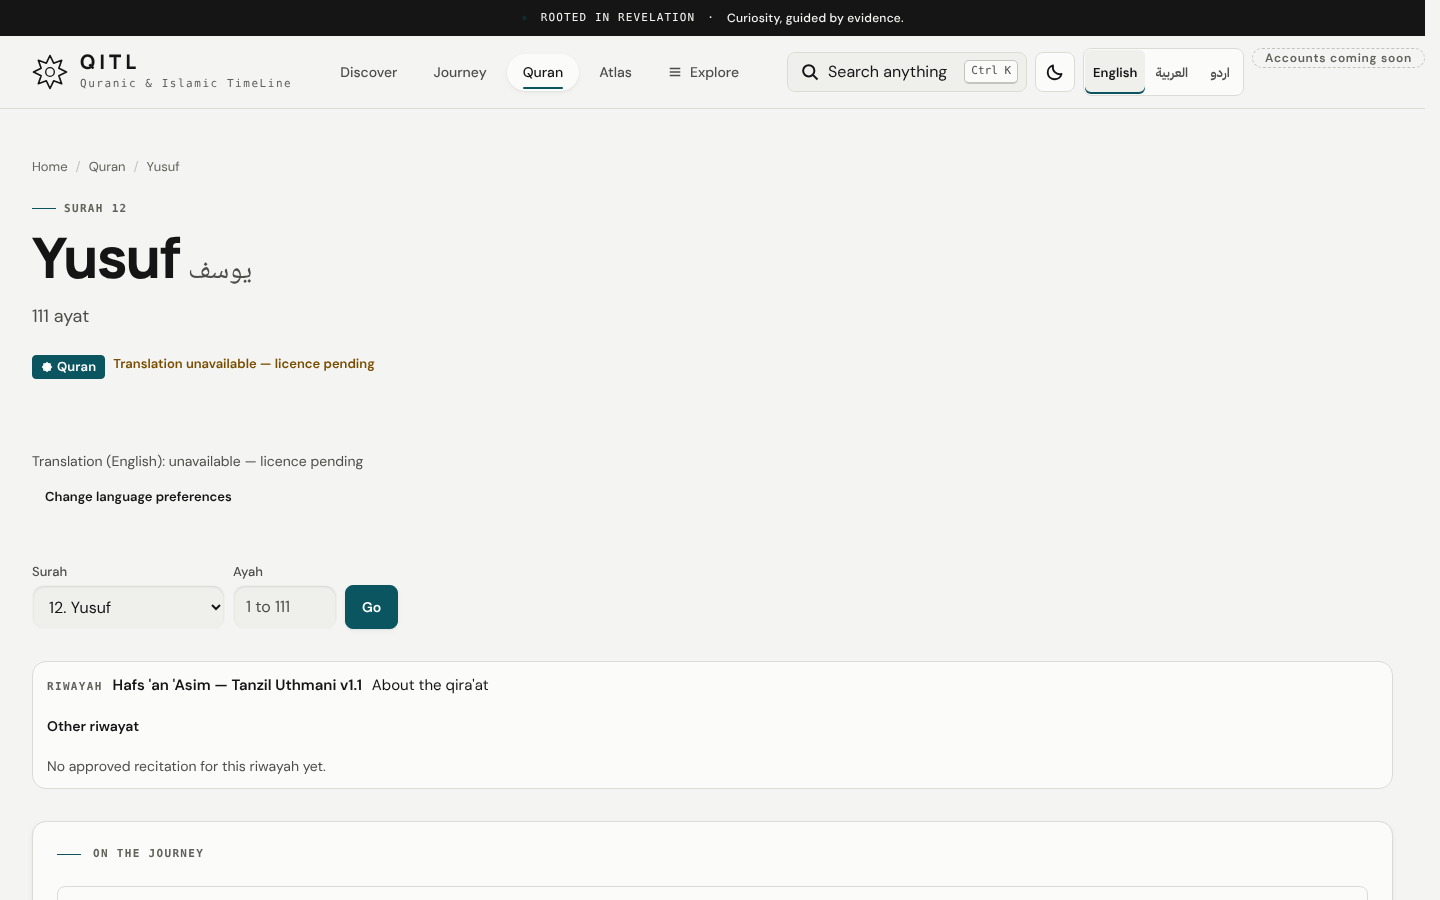 ROOTED IN REVELATION · Curiosity, guided by evidence.
QITL
Quranic & Islamic TimeLine
Discover Journey Quran Atlas Explore Search anything Ctrl K English العربية اردو Accounts coming soon
Home / Quran / Yusuf
SURAH 12
Yusuf يوسف
111 ayat
Quran Translation unavailable — licence pending
Translation (English): unavailable — licence pending
Change language preferences
Surah Ayah
12. Yusuf 1 to 111 Go
RIWAYAH Hafs 'an 'Asim — Tanzil Uthmani v1.1 About the qira'at
Other riwayat
No approved recitation for this riwayah yet.
ON THE JOURNEY